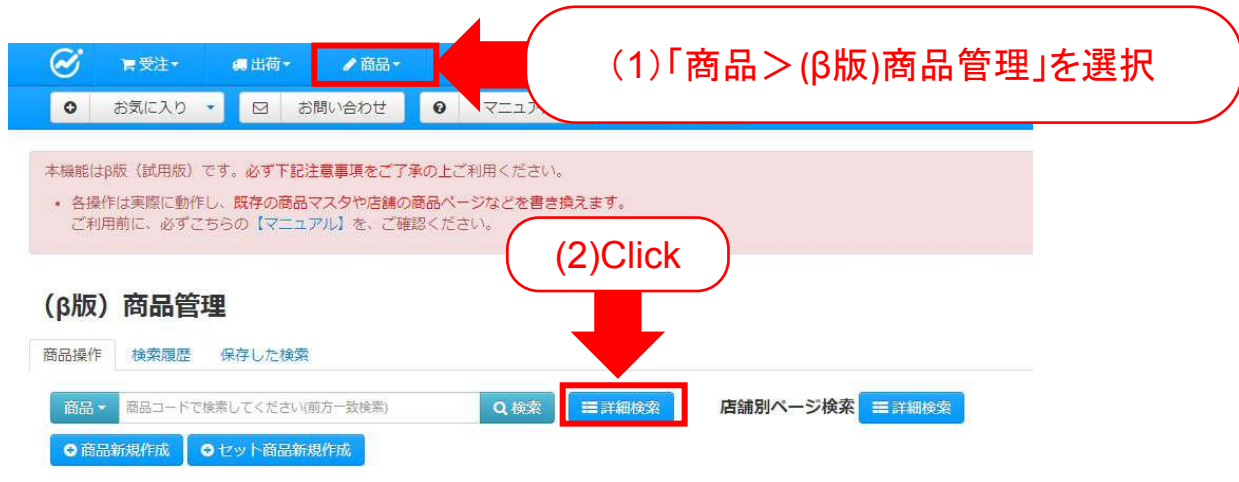 受注
出荷
商品
(1)「商品＞(β版)商品管理」を選択
お気に入り
お問い合わせ
マニュア
本機能はβ版（試用版）です。必ず下記注意事項をご了承の上ご利用ください。
• 各操作は実際に動作し、既存の商品マスタや店舗の商品ページなどを書き換えます。
ご利用前に、必ずこちらの【マニュアル】を、ご確認ください。
(2)Click
（β版）商品管理
商品操作 検索履歴 保存した検索
商品 商品コードで検索してください(前方一致検索) 検索 詳細検索 店舗別ページ検索 詳細検索
商品新規作成 セット商品新規作成